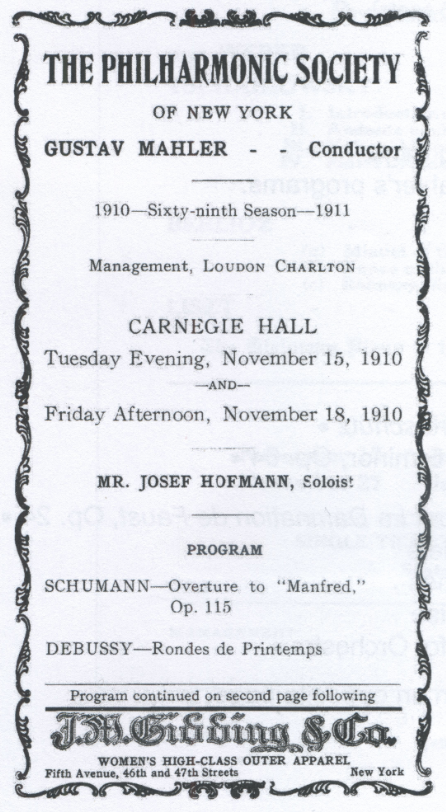 THE PHILHARMONIC SOCIETY
OF NEW YORK
GUSTAV MAHLER - - Conductor
1910—Sixty-ninth Season—1911
Management, LOUDON CHARLTON
CARNEGIE HALL
Tuesday Evening, November 15, 1910
—AND—
Friday Afternoon, November 18, 1910
MR. JOSEF HOFMANN, Soloist
PROGRAM
SCHUMANN—Overture to "Manfred,"
Op. 115
DEBUSSY—Rondes de Printemps
Program continued on second page following
J.M. Gidding & Co.
WOMEN'S HIGH-CLASS OUTER APPAREL
Fifth Avenue, 46th and 47th Streets New York